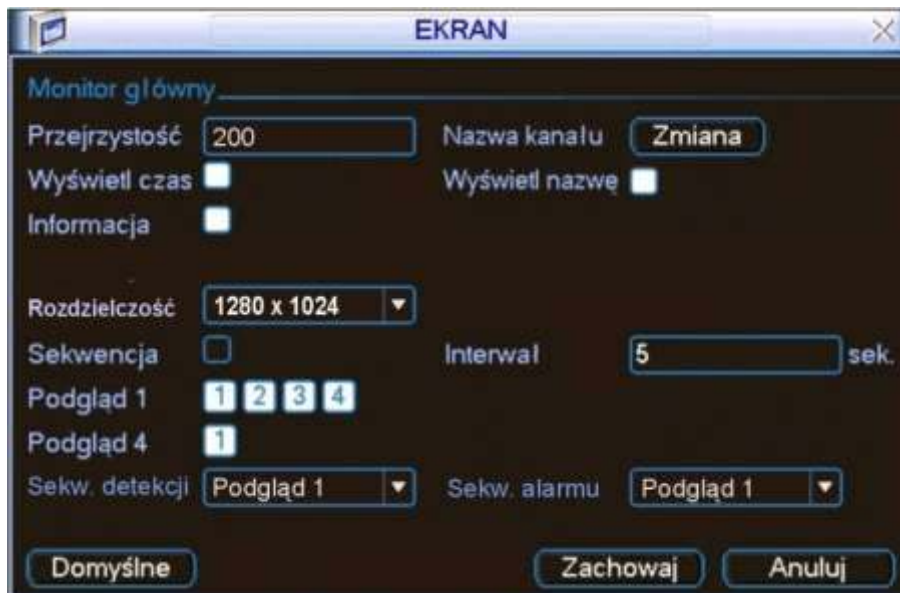 EKRAN
Monitor główny
Przejrzystość 200 Nazwa kanału Zmiana
Wyświetl czas Wyświetl nazwę
Informacja
Rozdzielczość 1280 x 1024
Sekwencja Interwał 5 sek.
Podgląd 1 1 2 3 4
Podgląd 4 1
Sekw. detekcji Podgląd 1 Sekw. alarmu Podgląd 1
Domyślne Zachowaj Anuluj